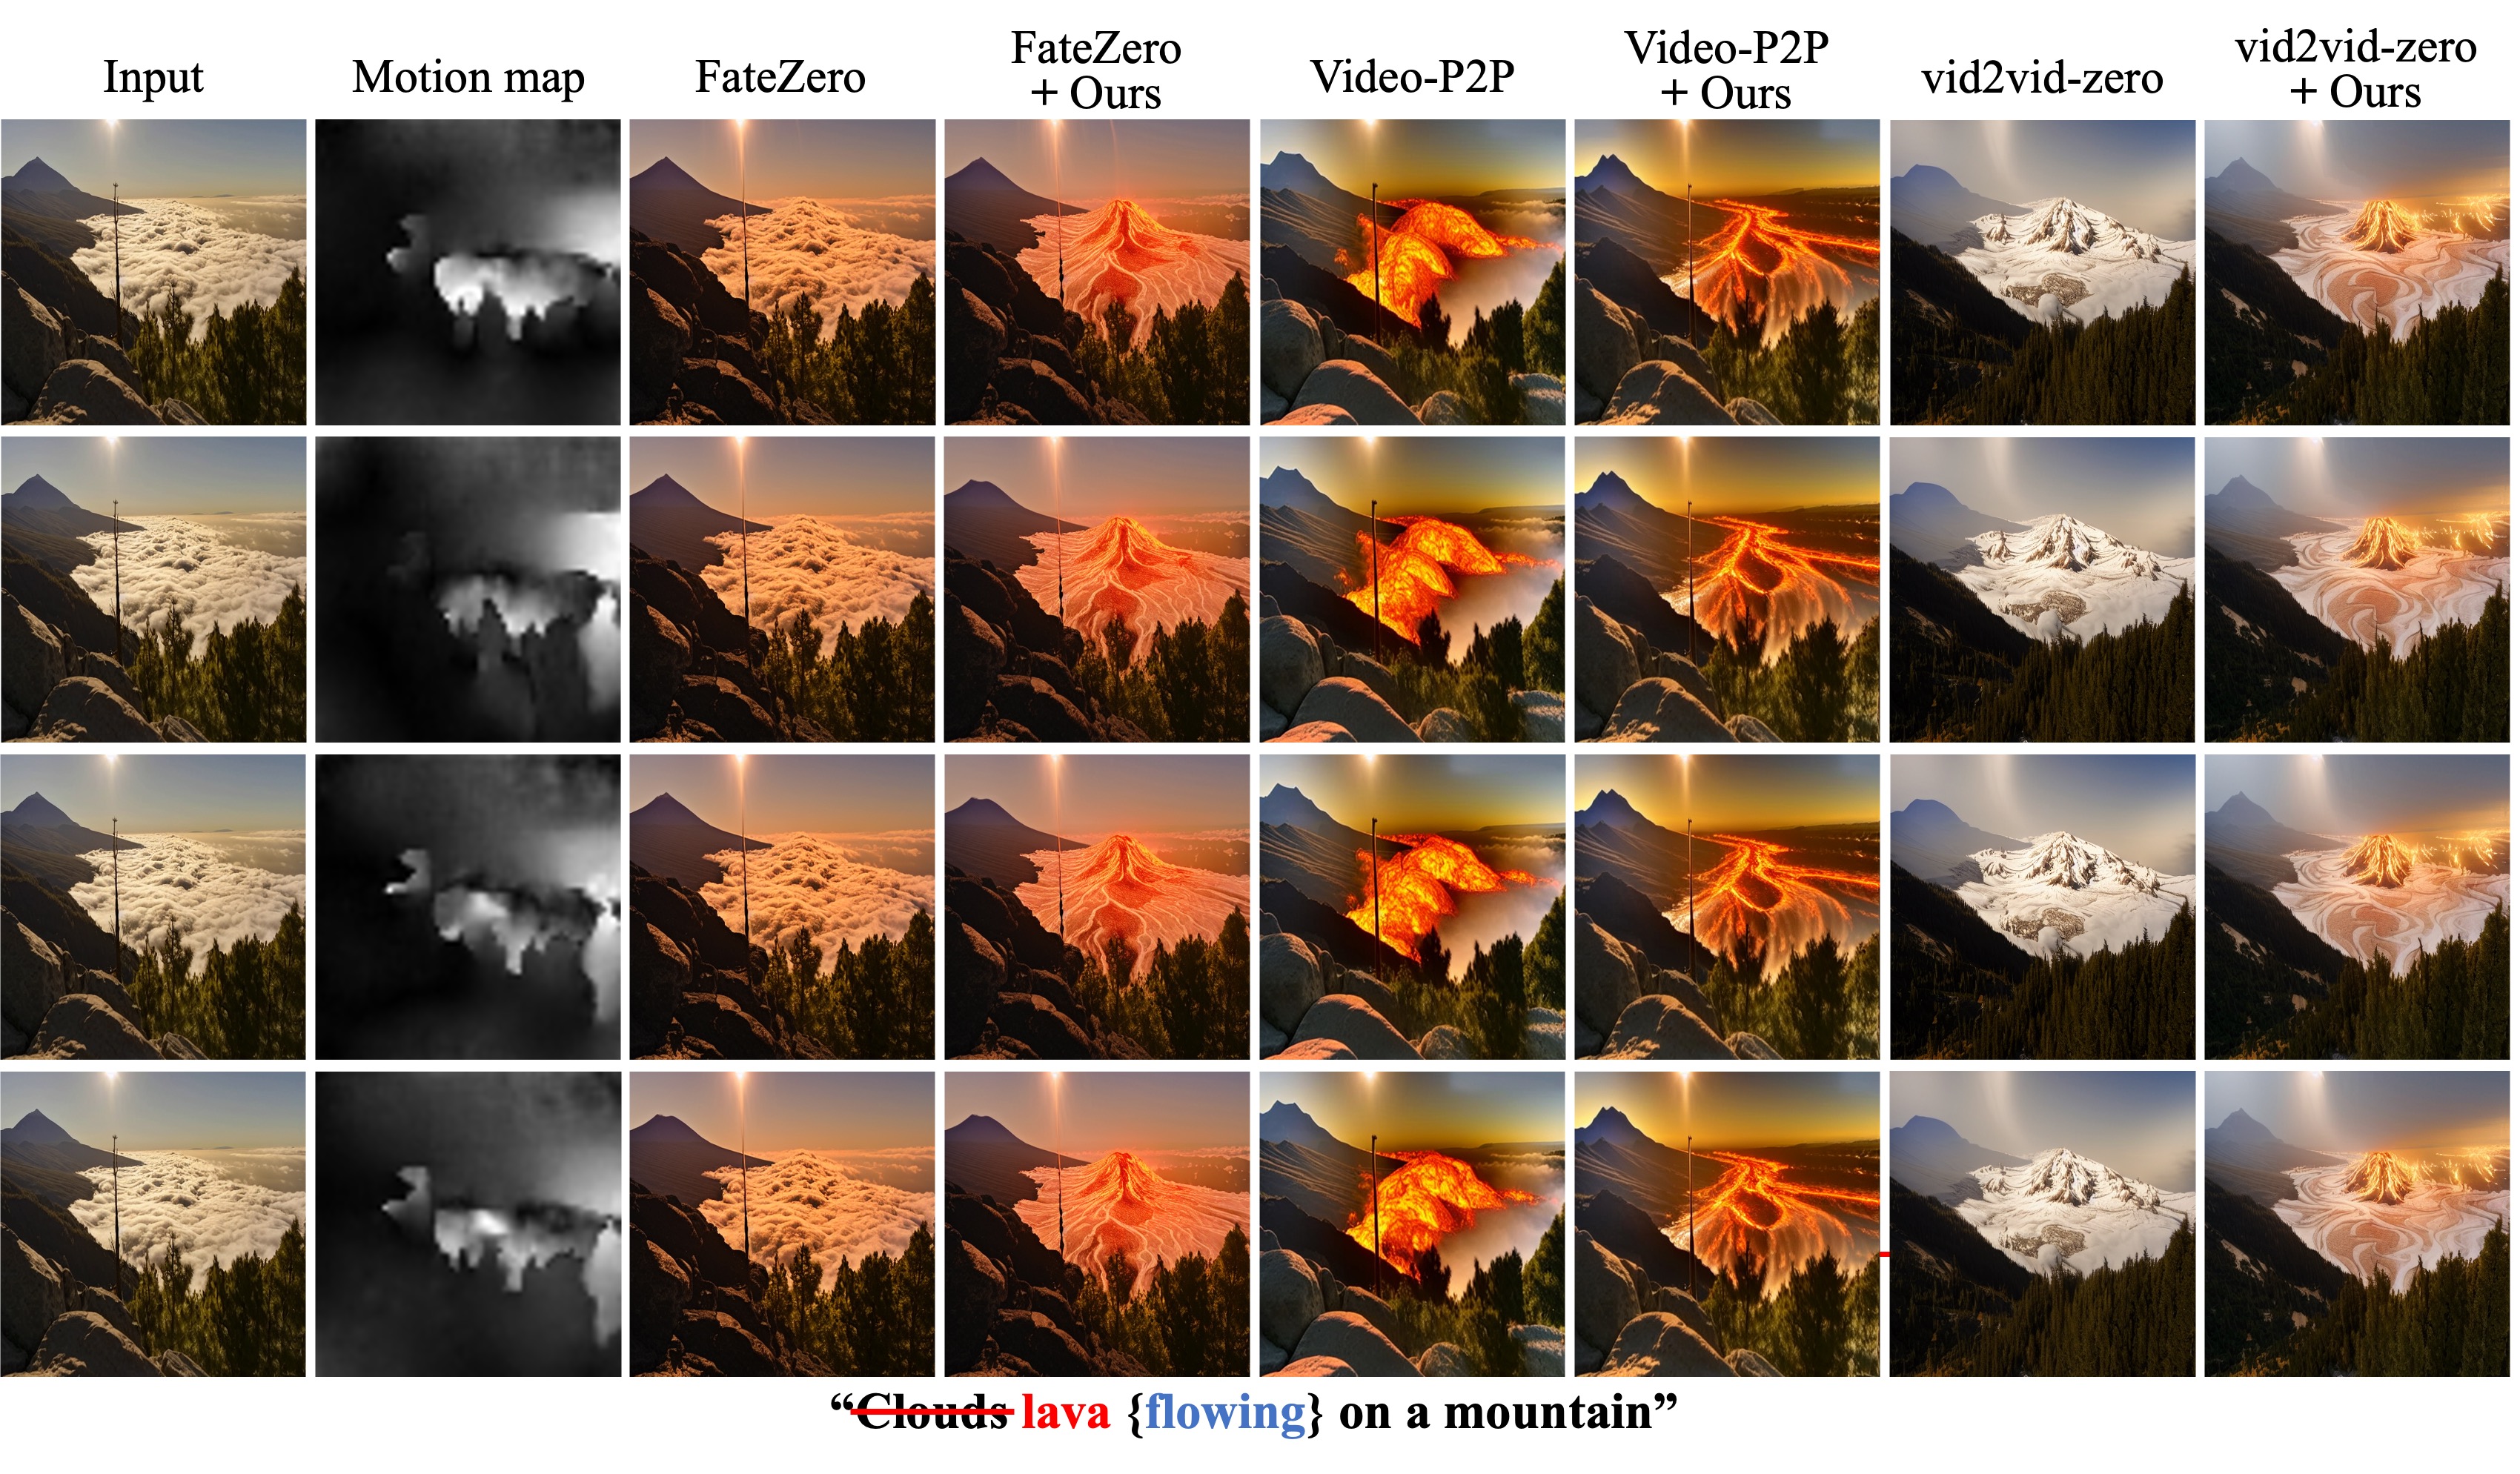 Input
Motion map
FateZero
FateZero
+ Ours
Video-P2P
Video-P2P
+ Ours
vid2vid-zero
vid2vid-zero
+ Ours
“Clouds lava {flowing} on a mountain”